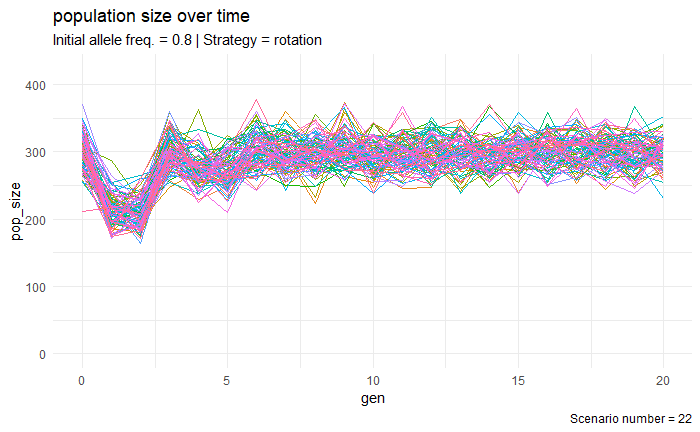 population size over time
Initial allele freq. = 0.8 | Strategy = rotation
400
300
200
100
0
pop_size
0 5 10 15 20
gen
Scenario number = 22